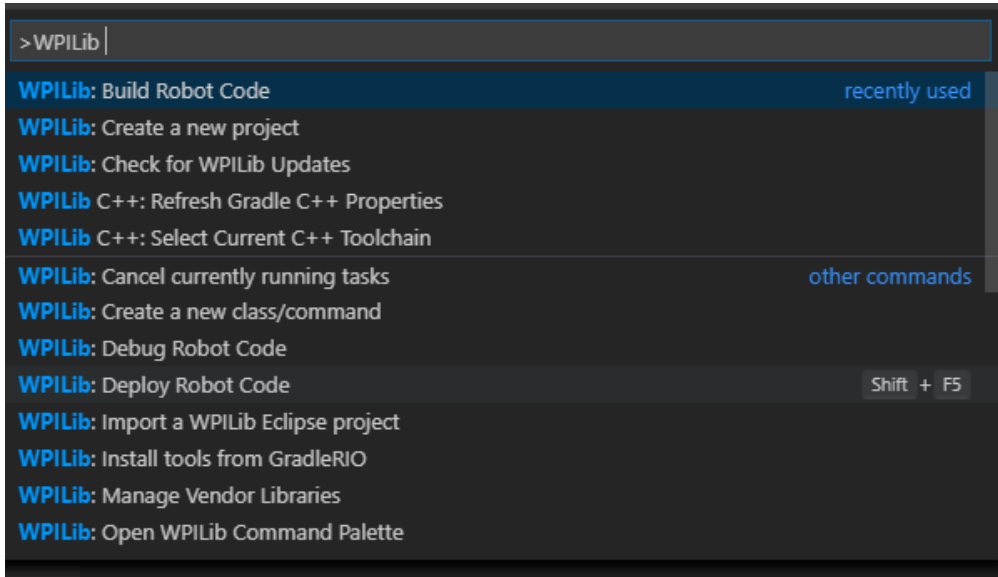 >WPILib
WPILib: Build Robot Code recently used
WPILib: Create a new project
WPILib: Check for WPILib Updates
WPILib C++: Refresh Gradle C++ Properties
WPILib C++: Select Current C++ Toolchain
WPILib: Cancel currently running tasks other commands
WPILib: Create a new class/command
WPILib: Debug Robot Code
WPILib: Deploy Robot Code Shift + F5
WPILib: Import a WPILib Eclipse project
WPILib: Install tools from GradleRIO
WPILib: Manage Vendor Libraries
WPILib: Open WPILib Command Palette